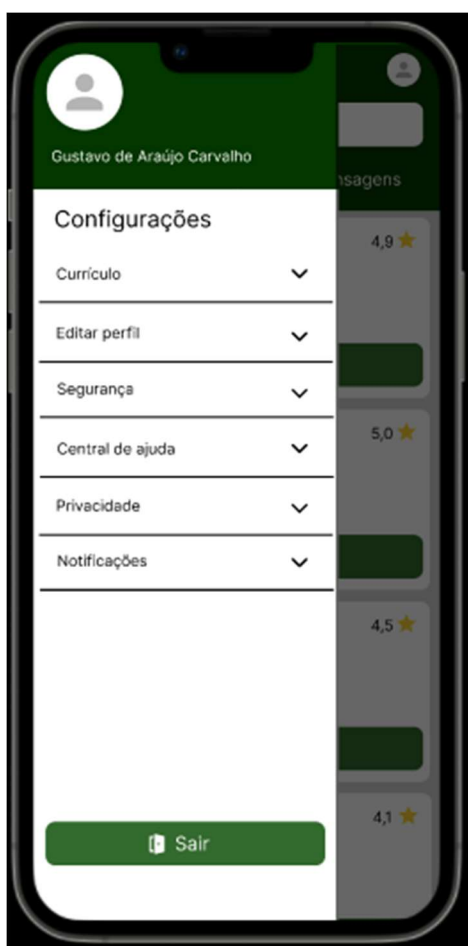 Gustavo de Araújo Carvalho
nsagens
Configurações
4,9
Currículo
Editar perfil
Segurança
5,0
Central de ajuda
Privacidade
Notificações
4,5
4,1
Sair